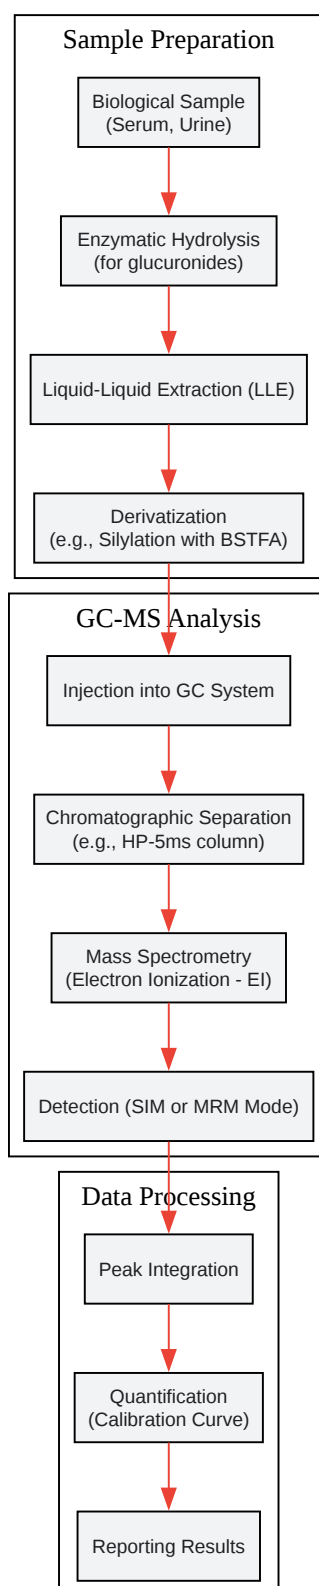 Sample Preparation
Biological Sample
(Serum, Urine)
Enzymatic Hydrolysis
(for glucuronides)
Liquid-Liquid Extraction (LLE)
Derivatization
(e.g., Silylation with BSTFA)
GC-MS Analysis
Injection into GC System
Chromatographic Separation
(e.g., HP-5ms column)
Mass Spectrometry
(Electron Ionization - EI)
Detection (SIM or MRM Mode)
Data Processing
Peak Integration
Quantification
(Calibration Curve)
Reporting Results